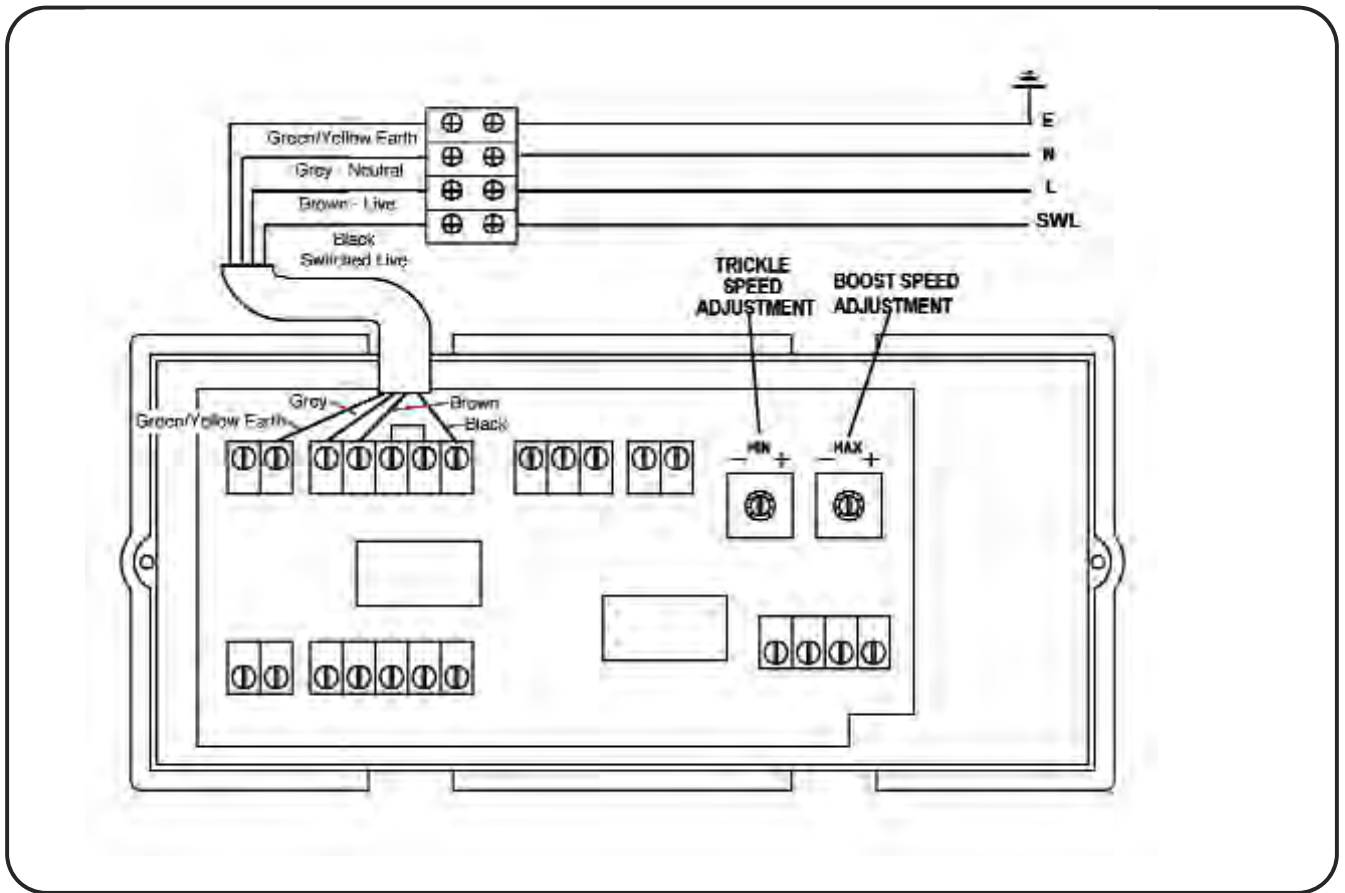 E
Green/Yellow Earth
N
Grey - Neutral
L
Brown - Live
SWL
Black
Switched Live
TRICKLE
SPEED
ADJUSTMENT
BOOST SPEED
ADJUSTMENT
Grey
Brown
Green/Yellow Earth
Black
- MIN +
- MAX +